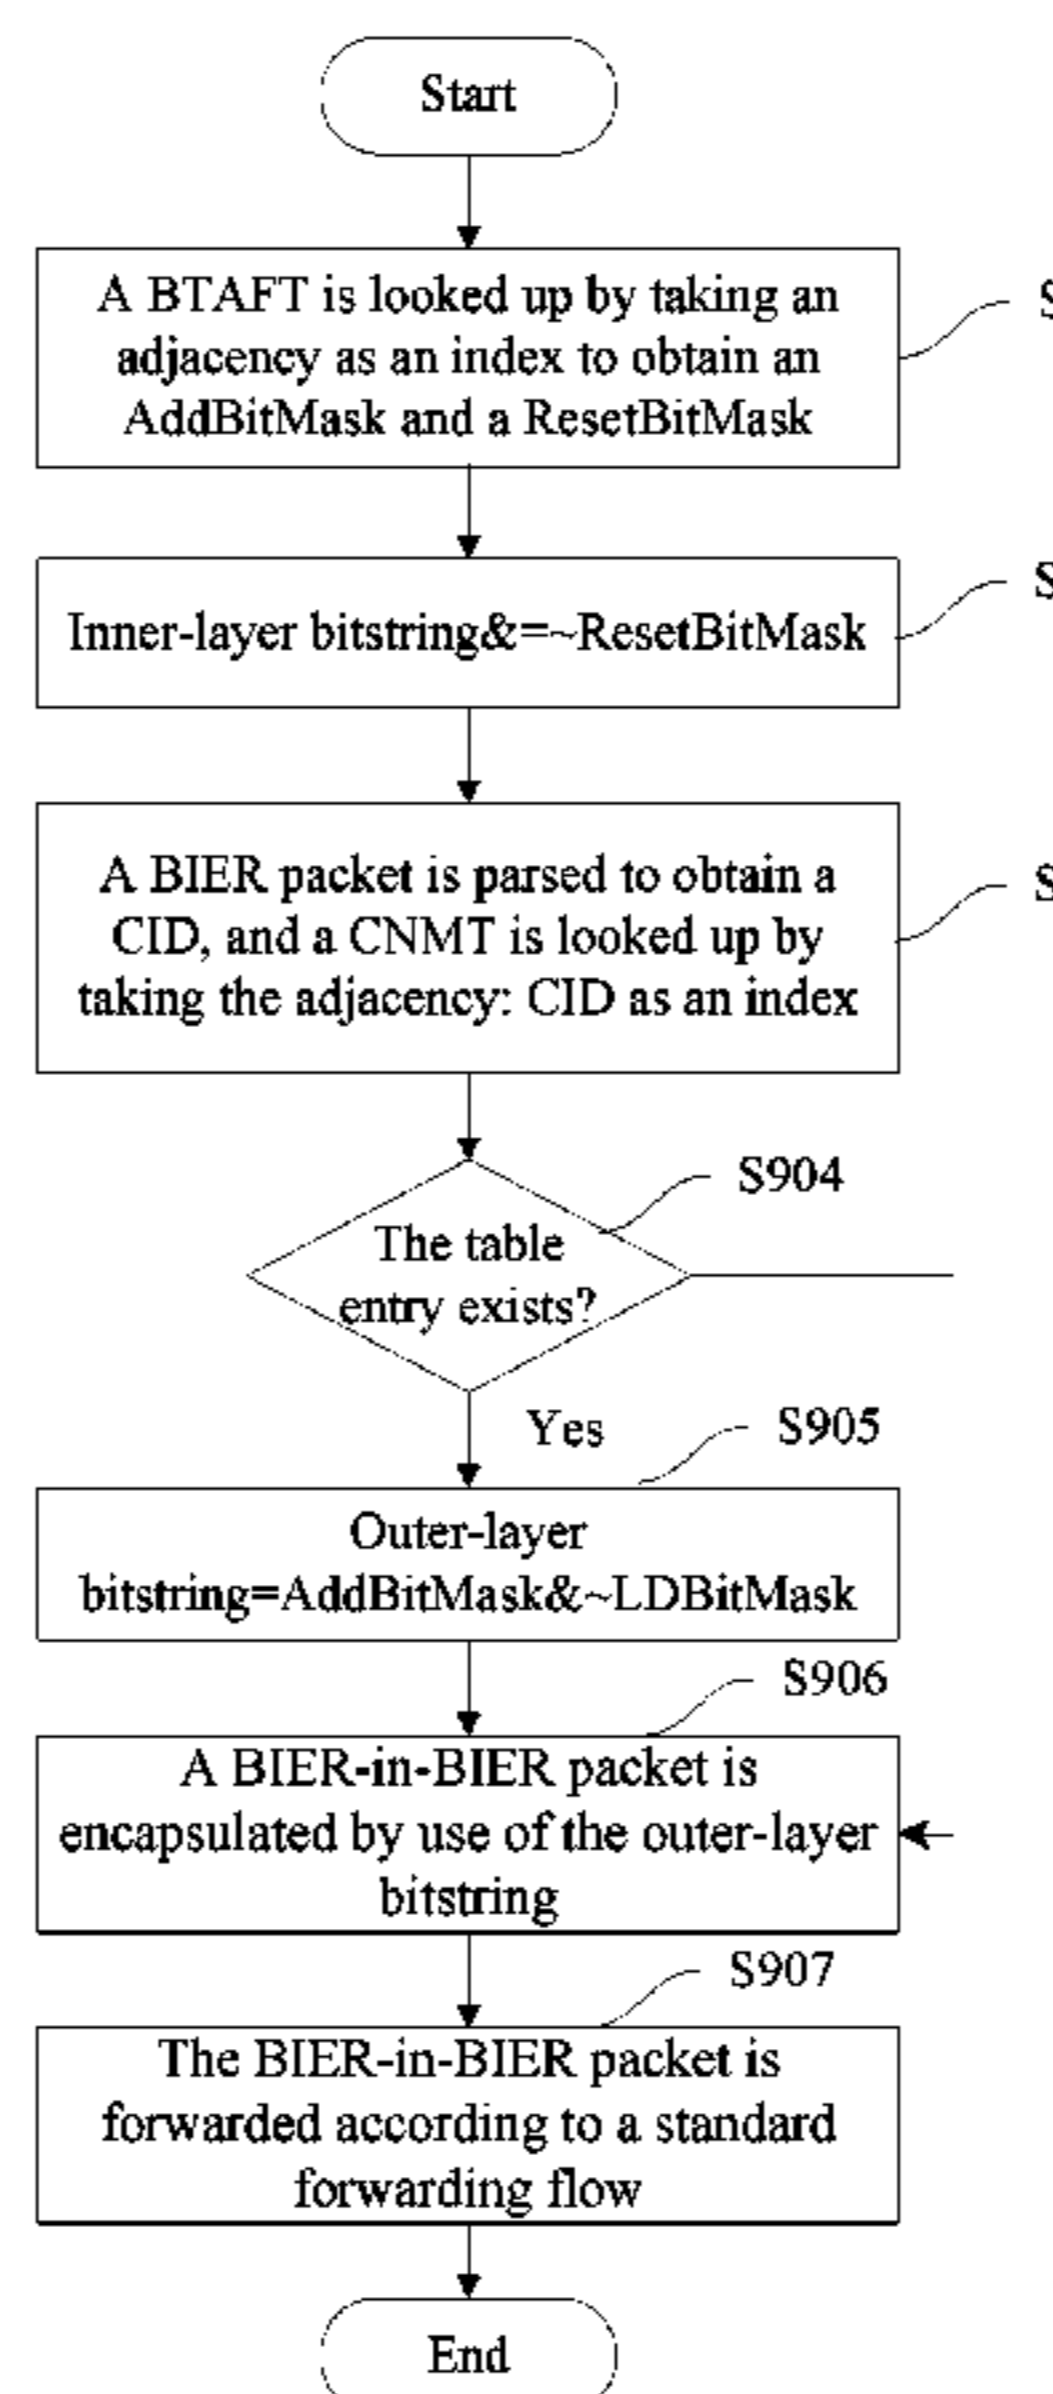 Start
A BTAFT is looked up by taking an
adjacency as an index to obtain an
AddBitMask and a ResetBitMask
S
Inner-layer bitstring&=~ResetBitMask
S
A BIER packet is parsed to obtain a
CID, and a CNMT is looked up by
taking the adjacency: CID as an index
S
S904
The table
entry exists?
Yes
S905
Outer-layer
bitstring=AddBitMask&~LDBitMask
S906
A BIER-in-BIER packet is
encapsulated by use of the outer-layer
bitstring
S907
The BIER-in-BIER packet is
forwarded according to a standard
forwarding flow
End